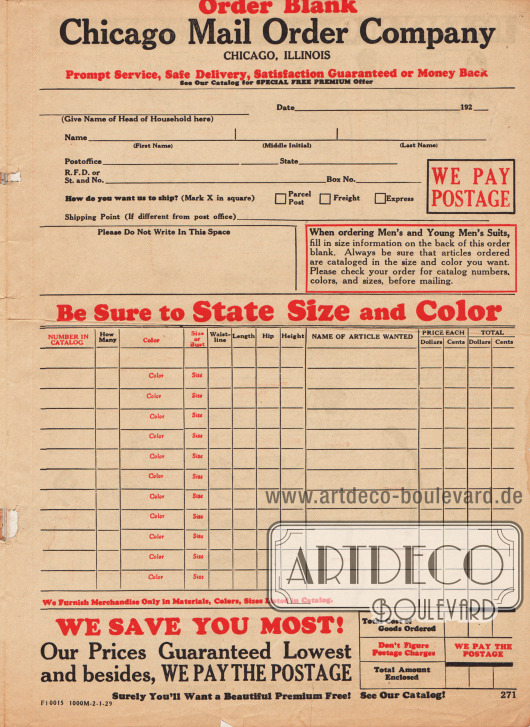 Order Blank
Chicago Mail Order Company
CHICAGO, ILLINOIS
Prompt Service, Safe Delivery, Satisfaction Guaranteed or Money Back
See Our Catalog for SPECIAL FREE PREMIUM Offer
Date 192
(Give Name of Head of Household here)
Name
(First Name) (Middle Initial) (Last Name)
Postoffice State
R.F.D. or
St. and No. Box No.
WE PAY
POSTAGE
How do you want us to ship? (Mark X in square) Parcel Post Freight Express
Shipping Point (If different from post office)
Please Do Not Write In This Space
When ordering Men's and Young Men's Suits,
fill in size information on the back of this order
blank. Always be sure that articles ordered
are cataloged in the size and color you want.
Please check your order for catalog numbers,
colors, and sizes, before mailing.
Be Sure to State Size and Color
NUMBER IN CATALOG How Many Color Size or Bust Waist-line Length Hip Height NAME OF ARTICLE WANTED PRICE EACH TOTAL
Dollars Cents Dollars Cents
Color Size
Color Size
Color Size
Color Size
Color Size
Color Size
Color Size
Color Size
Color Size
Color Size
Color Size
www.artdeco-boulevard.de
ARTDECO
BOULEVARD
We Furnish Merchandise Only in Materials, Colors, Sizes Listed in Catalog.
WE SAVE YOU MOST!
Our Prices Guaranteed Lowest
and besides, WE PAY THE POSTAGE
Total Cost of
Goods Ordered
Don't Figure
Postage Charges
WE PAY THE
POSTAGE
Total Amount
Enclosed
Surely You'll Want a Beautiful Premium Free! See Our Catalog! 271
F10015 1000M-2-1-29